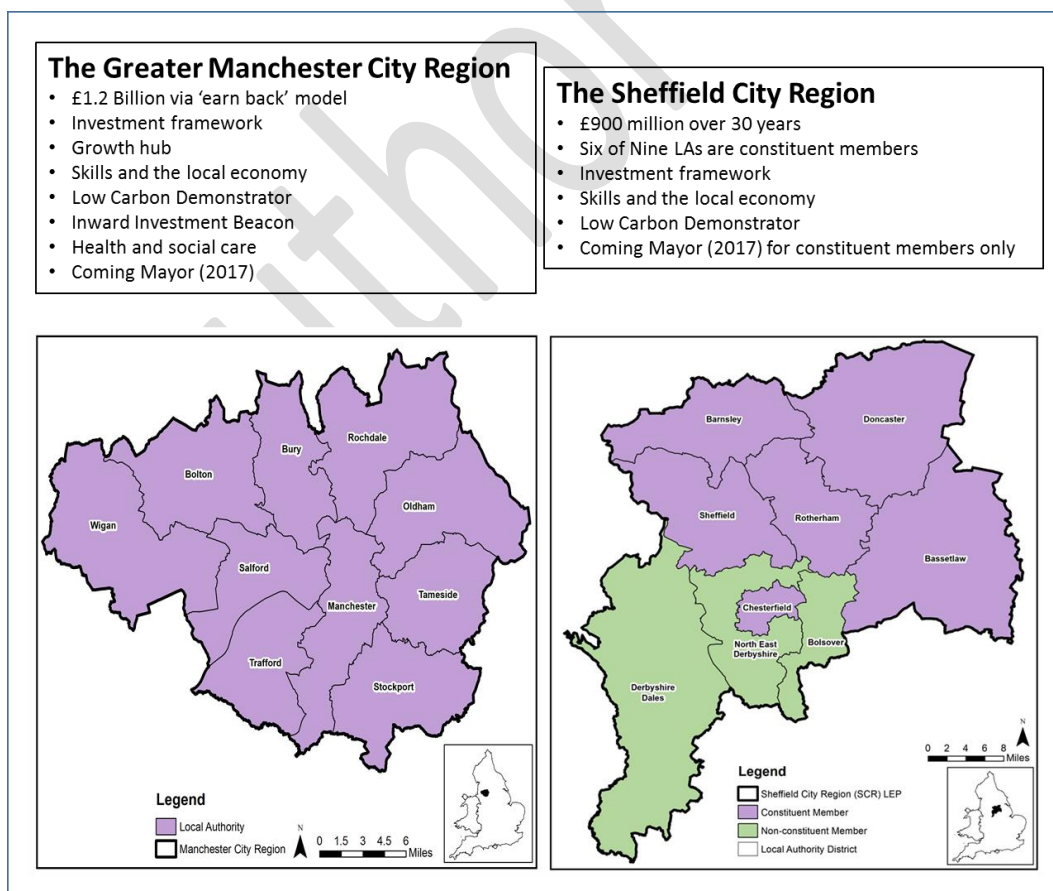 The Greater Manchester City Region
• £1.2 Billion via ‘earn back’ model
• Investment framework
• Growth hub
• Skills and the local economy
• Low Carbon Demonstrator
• Inward Investment Beacon
• Health and social care
• Coming Mayor (2017)
The Sheffield City Region
• £900 million over 30 years
• Six of Nine LAs are constituent members
• Investment framework
• Skills and the local economy
• Low Carbon Demonstrator
• Coming Mayor (2017) for constituent members only
Rochdale
Bury
Bolton
Oldham
Wigan
Salford
Tameside
Manchester
Trafford
Stockport
Legend
Local Authority
Manchester City Region
N
0 1.5 3 4.5 6
Miles
Barnsley
Doncaster
Sheffield
Rotherham
Bassetlaw
Chesterfield
North East
Derbyshire
Bolsover
Derbyshire
Dales
N
0 2 4 6 8
Miles
Legend
Sheffield City Region (SCR) LEP
Constituent Member
Non-constituent Member
Local Authority District